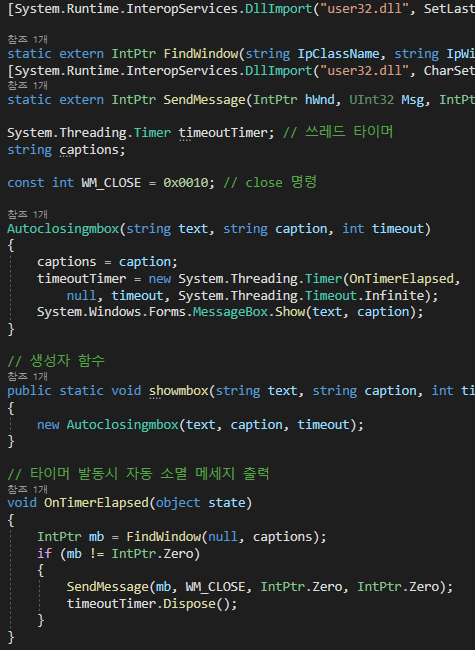 [System.Runtime.InteropServices.DllImport("user32.dll", SetLast
참조 1개
static extern IntPtr FindWindow(string IpClassName, string IpWi
[System.Runtime.InteropServices.DllImport("user32.dll", CharSet
참조 1개
static extern IntPtr SendMessage(IntPtr hWnd, UInt32 Msg, IntPt
System.Threading.Timer timeoutTimer; // 쓰레드 타이머
string captions;
const int WM_CLOSE = 0x0010; // close 명령
참조 1개
Autoclosingmbox(string text, string caption, int timeout)
{
captions = caption;
timeoutTimer = new System.Threading.Timer(OnTimerElapsed,
null, timeout, System.Threading.Timeout.Infinite);
System.Windows.Forms.MessageBox.Show(text, caption);
}
// 생성자 함수
참조 1개
public static void showmbox(string text, string caption, int ti
{
new Autoclosingmbox(text, caption, timeout);
}
// 타이머 발동시 자동 소멸 메세지 출력
참조 1개
void OnTimerElapsed(object state)
{
IntPtr mb = FindWindow(null, captions);
if (mb != IntPtr.Zero)
{
SendMessage(mb, WM_CLOSE, IntPtr.Zero, IntPtr.Zero);
timeoutTimer.Dispose();
}
}